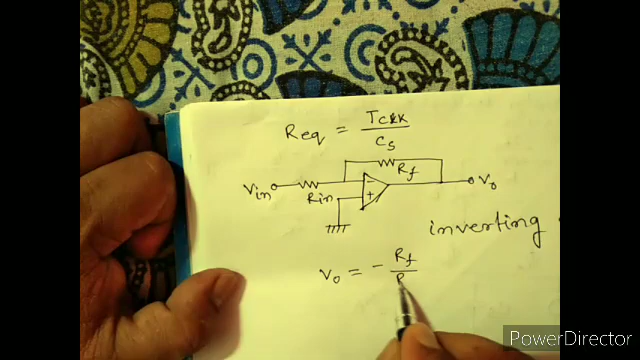 Req = Tclk / Cs
Rf
Vin
Rin
- +
Vo
inverting
Vo = - Rf / R
PowerDirector